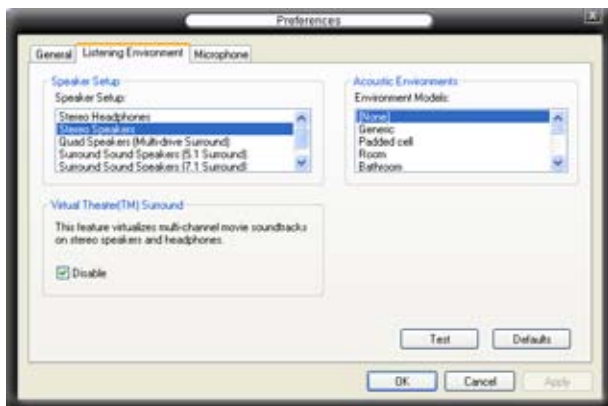 Preferences
General
Listening Environment
Microphone
Speaker Setup
Speaker Setup:
Stereo Headphones
Stereo Speakers
Quad Speakers (Multi-drive Surround)
Surround Sound Speakers (5.1 Surround)
Surround Sound Speakers (7.1 Surround)
Acoustic Environments
Environment Models:
(None)
Generic
Padded cell
Room
Bathroom
Virtual Theater(TM) Surround
This feature virtualizes multi-channel movie soundbacks
on stereo speakers and headphones.
Disable
Test
Defaults
OK
Cancel
Apply